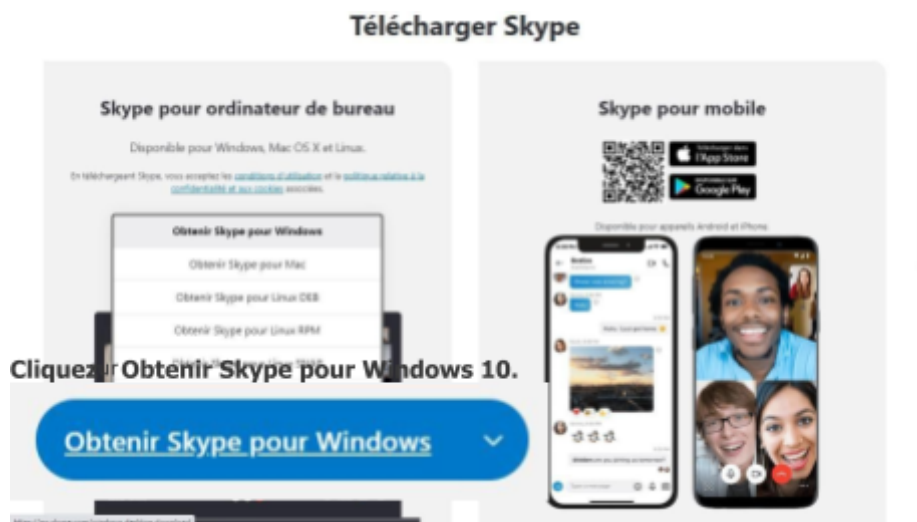 Télécharger Skype
Skype pour ordinateur de bureau
Disponible pour Windows, Mac OS X et Linux.
En téléchargeant Skype, vous acceptez les conditions d'utilisation et la politique relative à la
confidentialité et aux cookies associées.
Obtenir Skype pour Windows
Obtenir Skype pour Mac
Obtenir Skype pour Linux DEB
Obtenir Skype pour Linux RPM
Cliquez sur Obtenir Skype pour Windows 10.
Obtenir Skype pour Windows
Skype pour mobile
Télécharger dans
l'App Store
DISPONIBLE SUR
Google Play
Disponible pour appareils Android et iPhone.
Type a message